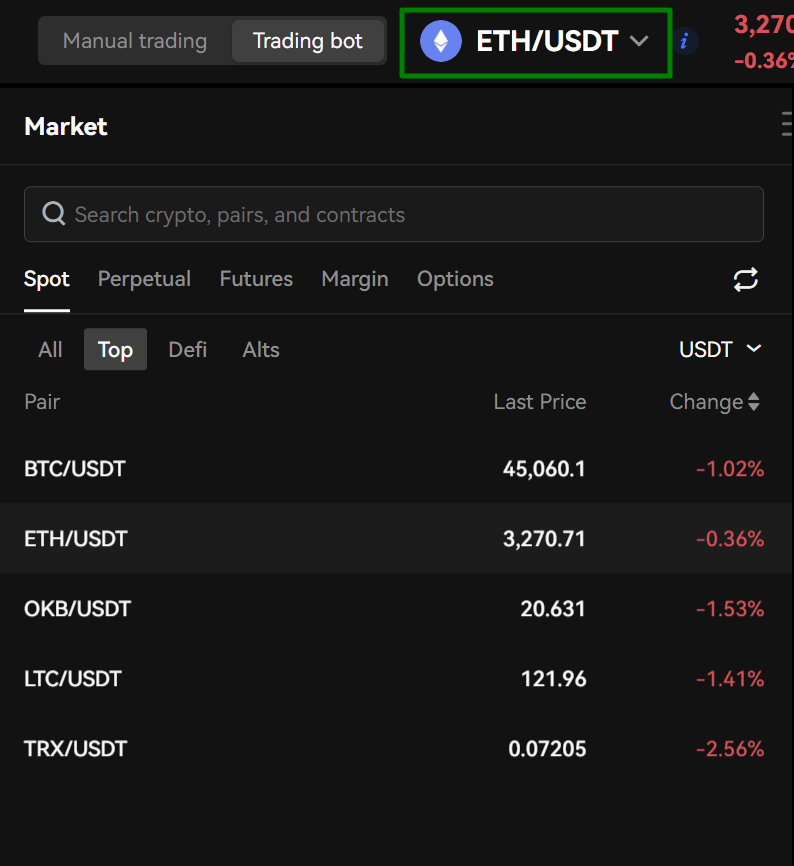 Manual trading Trading bot ETH/USDT i 3,270
-0.36%
Market
Search crypto, pairs, and contracts
Spot Perpetual Futures Margin Options
All Top Defi Alts USDT
Pair Last Price Change
BTC/USDT 45,060.1 -1.02%
ETH/USDT 3,270.71 -0.36%
OKB/USDT 20.631 -1.53%
LTC/USDT 121.96 -1.41%
TRX/USDT 0.07205 -2.56%